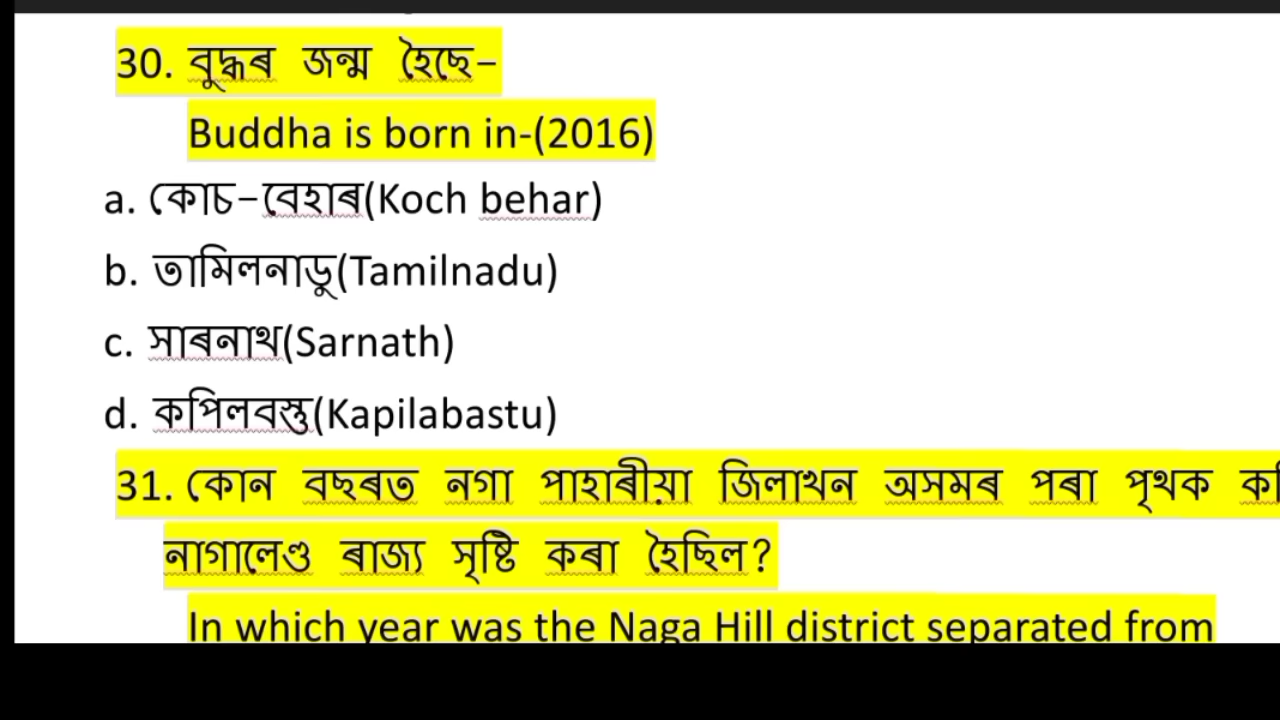 30. বুদ্ধৰ জন্ম হৈছে–
Buddha is born in-(2016)
a. কোচ–বেহাৰ(Koch behar)
b. তামিলনাডু(Tamilnadu)
c. সাৰনাথ(Sarnath)
d. কপিলবস্তু(Kapilabastu)
31. কোন বছৰত নগা পাহাৰীয়া জিলাখন অসমৰ পৰা পৃথক
নাগালেণ্ড ৰাজ্য সৃষ্টি কৰা হৈছিল?
In which year was the Naga Hill district separated from